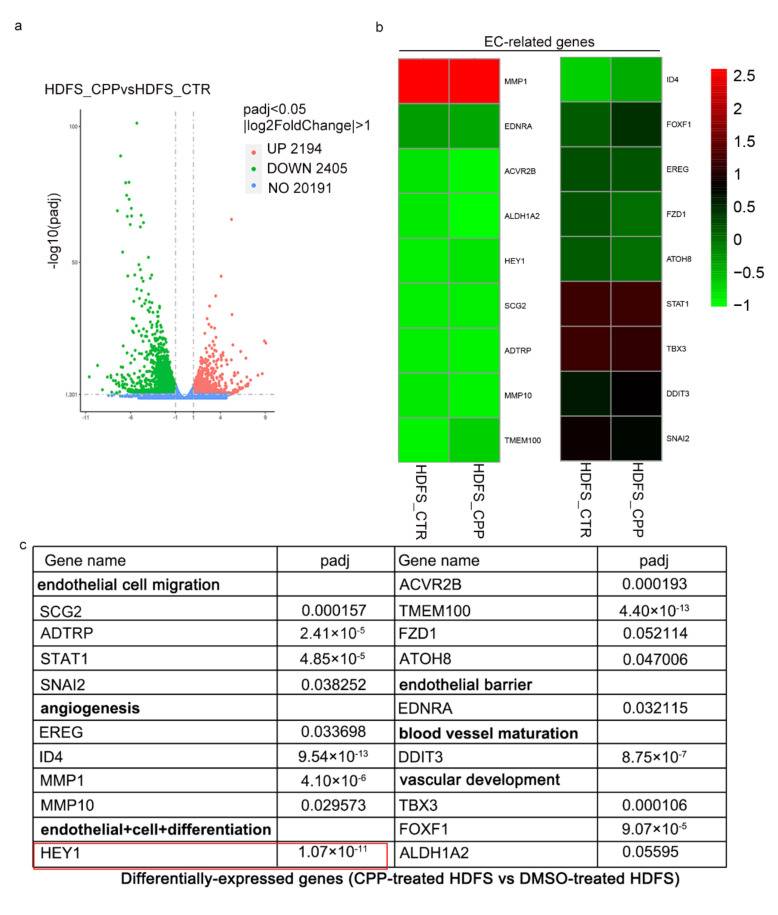 a
HDFS_CPPvsHDFS_CTR
padj<0.05
|log2FoldChange|>1
UP 2194
DOWN 2405
NO 20191
-log10(padj)
100
50
1.301
-11 -6 -1 1 4 9
b
EC-related genes
MMP1
EDNRA
ACVR2B
ALDH1A2
HEY1
SCG2
ADTRP
MMP10
TMEM100
HDFS_CTR
HDFS_CPP
ID4
FOXF1
EREG
FZD1
ATOH8
STAT1
TBX3
DDIT3
SNAI2
HDFS_CTR
HDFS_CPP
2.5
2
1.5
1
0.5
0
−0.5
−1
c
Gene name padj Gene name padj
endothelial cell migration ACVR2B 0.000193
SCG2 0.000157 TMEM100 4.40×10-13
ADTRP 2.41×10-5 FZD1 0.052114
STAT1 4.85×10-5 ATOH8 0.047006
SNAI2 0.038252 endothelial barrier
angiogenesis EDNRA 0.032115
EREG 0.033698 blood vessel maturation
ID4 9.54×10-13 DDIT3 8.75×10-7
MMP1 4.10×10-6 vascular development
MMP10 0.029573 TBX3 0.000106
endothelial+cell+differentiation FOXF1 9.07×10-5
HEY1 1.07×10-11 ALDH1A2 0.05595
Differentially-expressed genes (CPP-treated HDFS vs DMSO-treated HDFS)